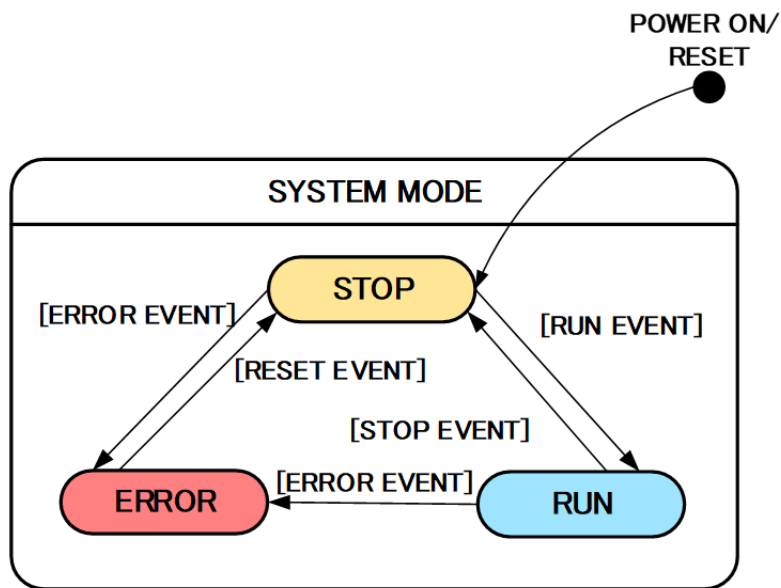 POWER ON/
RESET
SYSTEM MODE
STOP
[ERROR EVENT]
[RUN EVENT]
[RESET EVENT]
[STOP EVENT]
[ERROR EVENT]
ERROR
RUN